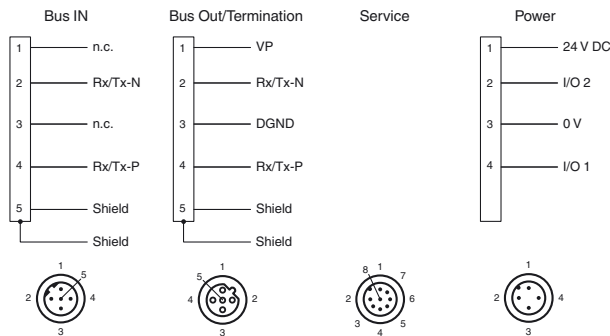 Bus IN
1 n.c.
2 Rx/Tx-N
3 n.c.
4 Rx/Tx-P
5 Shield
Shield
1
5
2
4
3
Bus Out/Termination
1 VP
2 Rx/Tx-N
3 DGND
4 Rx/Tx-P
5 Shield
Shield
1
5
4
2
3
Service
8 1 7
2 6
3 5
4
Power
1 24 V DC
2 I/O 2
3 0 V
4 I/O 1
1
2
4
3